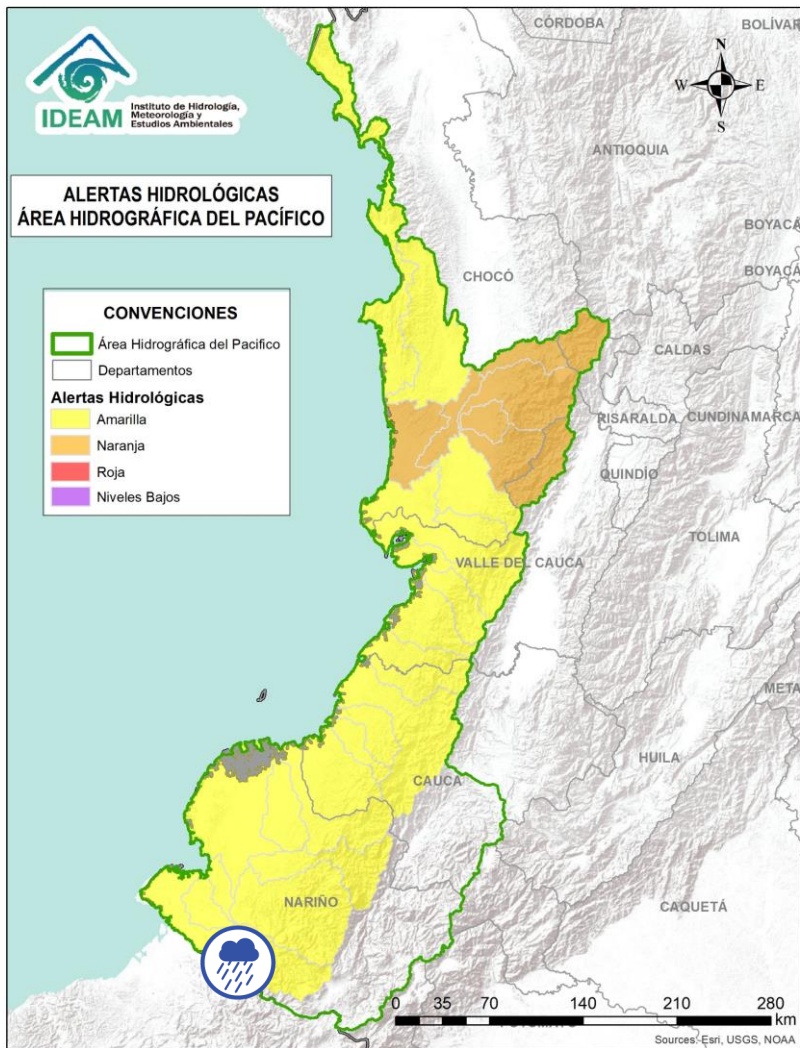 CÓRDOBA
BOLÍVAR
IDEAM
Instituto de Hidrología,
Meteorología y
Estudios Ambientales
N
W
E
S
ANTIOQUIA
ALERTAS HIDROLÓGICAS
ÁREA HIDROGRÁFICA DEL PACÍFICO
BOYACÁ
BOYACÁ
CHOCÓ
CONVENCIONES
Área Hidrográfica del Pacifico
Departamentos
Alertas Hidrológicas
Amarilla
Naranja
Roja
Niveles Bajos
CALDAS
RISARALDA
CUNDINAMARCA
QUINDÍO
TOLIMA
VALLE DEL CAUCA
META
HUILA
CAUCA
NARIÑO
CAQUETÁ
0 35 70 140 210 280
km
Sources: Esri, USGS, NOAA